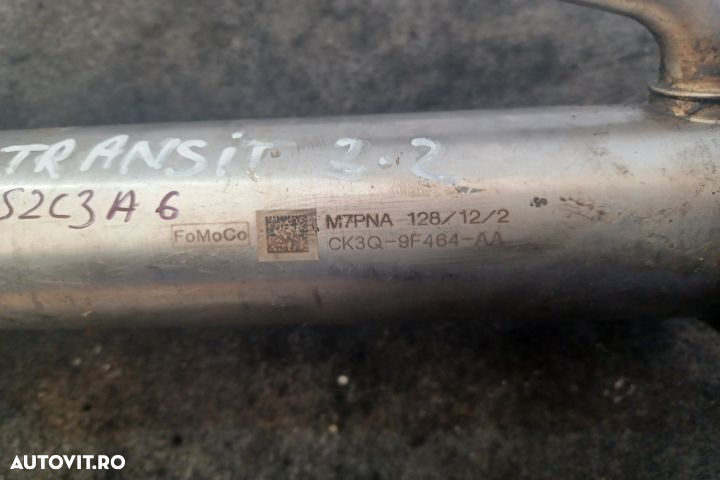 TRANSiT 2.2
S2C3A6
FoMoCo
M7PNA 128/12/2
CK3Q-9F464-AA
AUTOVIT.RO